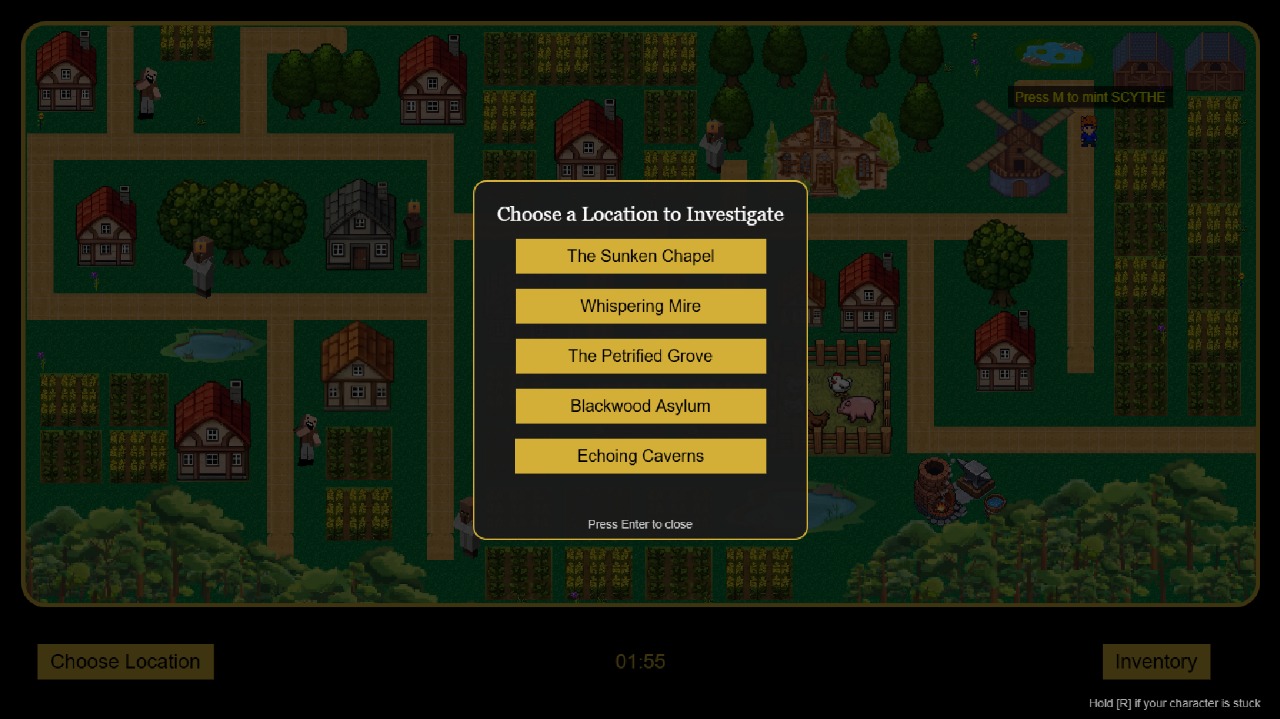 Press M to mint SCYTHE
Choose a Location to Investigate
The Sunken Chapel
Whispering Mire
The Petrified Grove
Blackwood Asylum
Echoing Caverns
Press Enter to close
Choose Location
01:55
Inventory
Hold [R] if your character is stuck